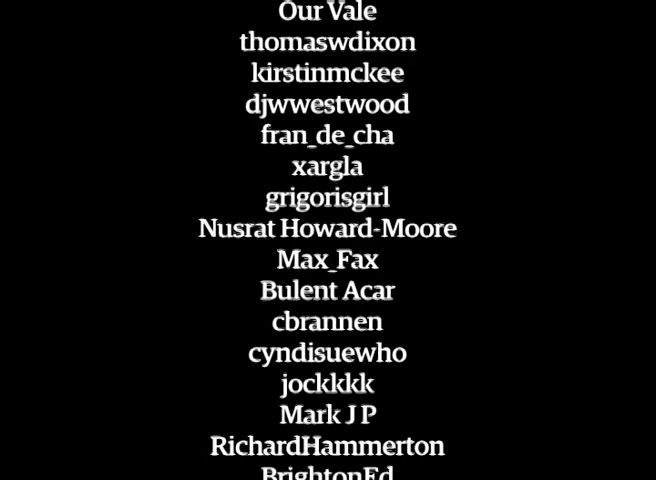 Our Vale
thomaswdixon
kirstinmckee
djwwestwood
fran_de_cha
xargla
grigorisgirl
Nusrat Howard-Moore
Max_Fax
Bulent Acar
cbrannen
cyndisuewho
jockkkk
Mark J P
RichardHammerton
BrightonEd